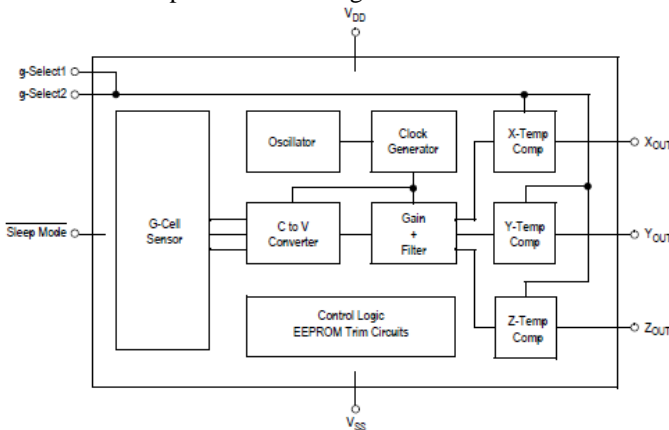 VDD
g-Select1
g-Select2
Oscillator
Clock
Generator
X-Temp
Comp
XOUT
G-Cell
Sensor
Sleep Mode
C to V
Converter
Gain
+
Filter
Y-Temp
Comp
YOUT
Control Logic
EEPROM Trim Circuits
Z-Temp
Comp
ZOUT
VSS